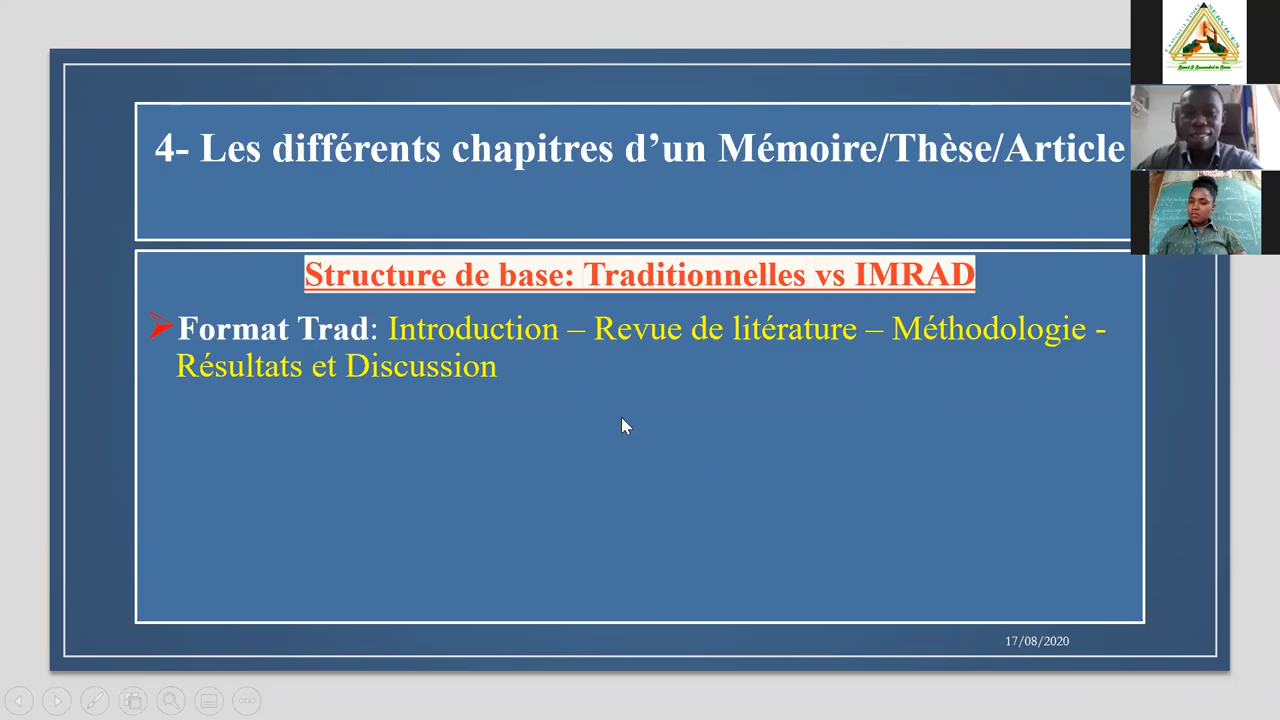 4- Les différents chapitres d’un Mémoire/Thèse/Article
Structure de base: Traditionnelles vs IMRAD
Format Trad: Introduction – Revue de litérature – Méthodologie -
Résultats et Discussion
17/08/2020